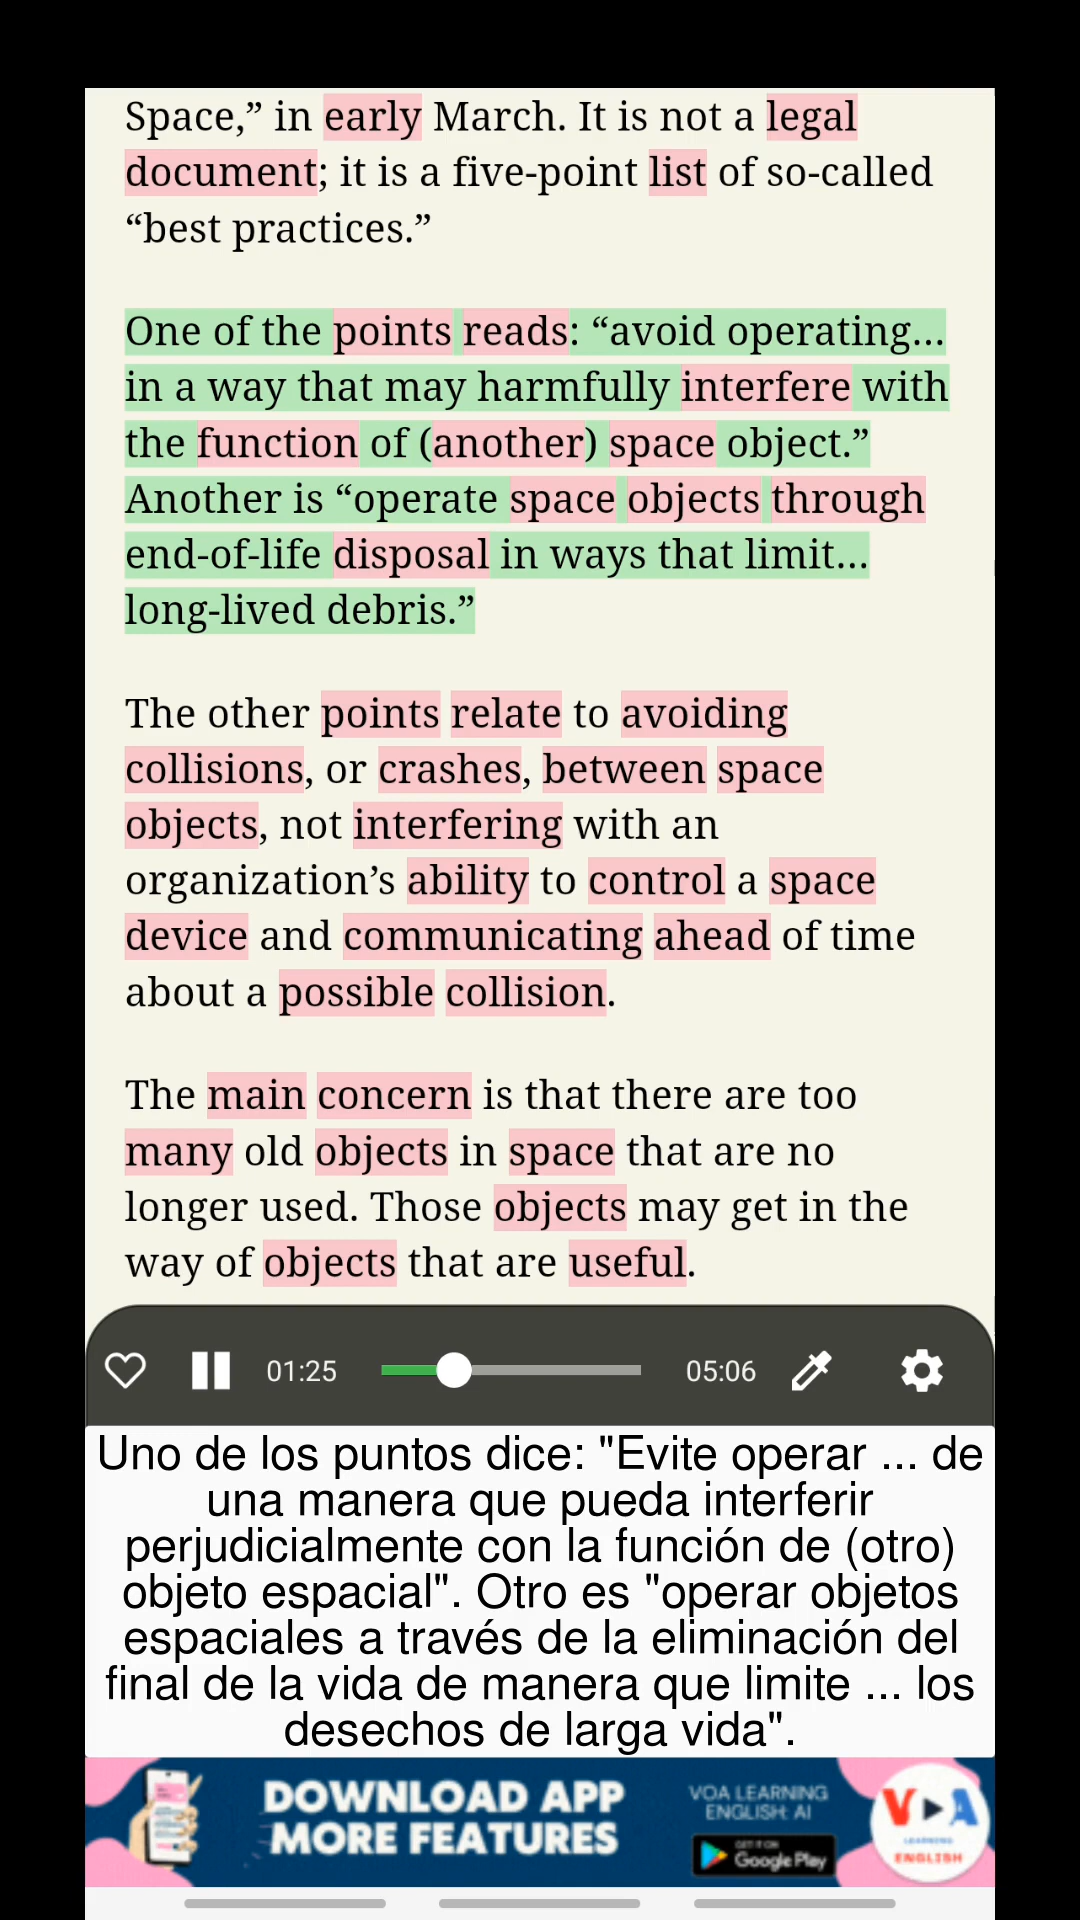 Space,” in early March. It is not a legal
document; it is a five-point list of so-called
“best practices.”
One of the points reads: “avoid operating...
in a way that may harmfully interfere with
the function of (another) space object.”
Another is “operate space objects through
end-of-life disposal in ways that limit...
long-lived debris.”
The other points relate to avoiding
collisions, or crashes, between space
objects, not interfering with an
organization’s ability to control a space
device and communicating ahead of time
about a possible collision.
The main concern is that there are too
many old objects in space that are no
longer used. Those objects may get in the
way of objects that are useful.
01:25 05:06
Uno de los puntos dice: "Evite operar ... de
una manera que pueda interferir
perjudicialmente con la función de (otro)
objeto espacial". Otro es "operar objetos
espaciales a través de la eliminación del
final de la vida de manera que limite ... los
desechos de larga vida".
DOWNLOAD APP
MORE FEATURES
VOA LEARNING
ENGLISH: AI
GET IT ON
Google Play
VOA
LEARNING
ENGLISH